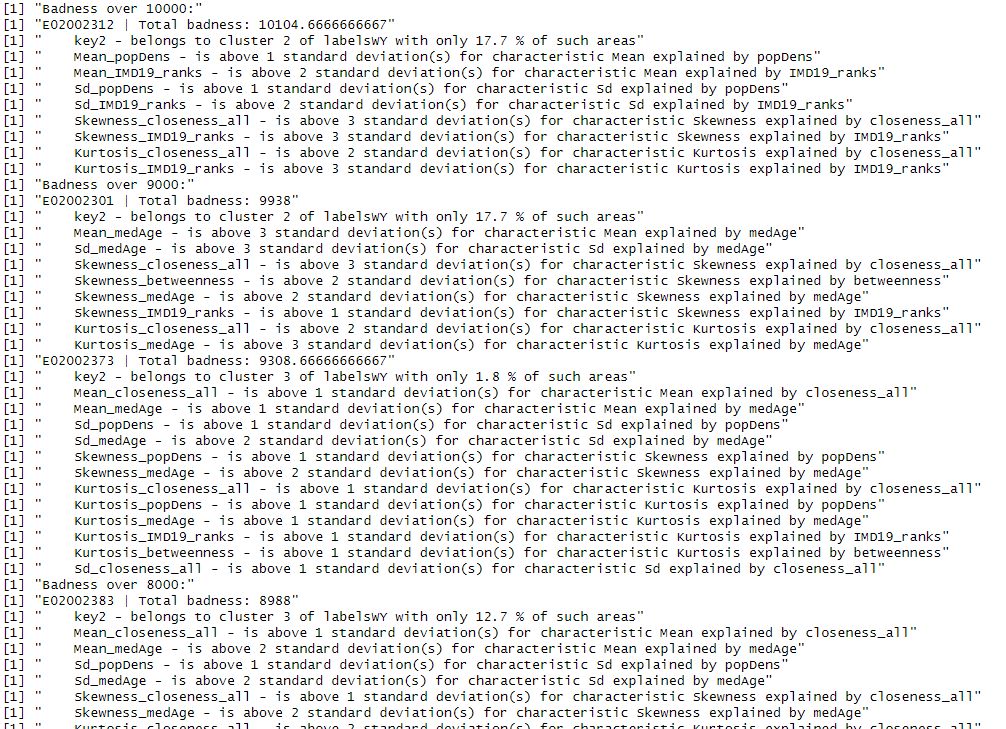 [1] "Badness over 10000:"
[1] "E02002312 | Total badness: 10104.6666666667"
[1] "    key2 - belongs to cluster 2 of labelsWY with only 17.7 % of such areas"
[1] "    Mean_popDens - is above 1 standard deviation(s) for characteristic Mean explained by popDens"
[1] "    Mean_IMD19_ranks - is above 2 standard deviation(s) for characteristic Mean explained by IMD19_ranks"
[1] "    Sd_popDens - is above 1 standard deviation(s) for characteristic Sd explained by popDens"
[1] "    Sd_IMD19_ranks - is above 2 standard deviation(s) for characteristic Sd explained by IMD19_ranks"
[1] "    Skewness_closeness_all - is above 3 standard deviation(s) for characteristic Skewness explained by closeness_all"
[1] "    Skewness_IMD19_ranks - is above 3 standard deviation(s) for characteristic Skewness explained by IMD19_ranks"
[1] "    Kurtosis_closeness_all - is above 2 standard deviation(s) for characteristic Kurtosis explained by closeness_all"
[1] "    Kurtosis_IMD19_ranks - is above 3 standard deviation(s) for characteristic Kurtosis explained by IMD19_ranks"
[1] "Badness over 9000:"
[1] "E02002301 | Total badness: 9938"
[1] "    key2 - belongs to cluster 2 of labelsWY with only 17.7 % of such areas"
[1] "    Mean_medAge - is above 3 standard deviation(s) for characteristic Mean explained by medAge"
[1] "    Sd_medAge - is above 3 standard deviation(s) for characteristic Sd explained by medAge"
[1] "    Skewness_closeness_all - is above 3 standard deviation(s) for characteristic Skewness explained by closeness_all"
[1] "    Skewness_betweenness - is above 2 standard deviation(s) for characteristic Skewness explained by betweenness"
[1] "    Skewness_medAge - is above 2 standard deviation(s) for characteristic Skewness explained by medAge"
[1] "    Skewness_IMD19_ranks - is above 1 standard deviation(s) for characteristic Skewness explained by IMD19_ranks"
[1] "    Kurtosis_closeness_all - is above 2 standard deviation(s) for characteristic Kurtosis explained by closeness_all"
[1] "    Kurtosis_medAge - is above 3 standard deviation(s) for characteristic Kurtosis explained by medAge"
[1] "E02002373 | Total badness: 9308.66666666667"
[1] "    key2 - belongs to cluster 3 of labelsWY with only 1.8 % of such areas"
[1] "    Mean_closeness_all - is above 1 standard deviation(s) for characteristic Mean explained by closeness_all"
[1] "    Mean_medAge - is above 1 standard deviation(s) for characteristic Mean explained by medAge"
[1] "    Sd_popDens - is above 1 standard deviation(s) for characteristic Sd explained by popDens"
[1] "    Sd_medAge - is above 2 standard deviation(s) for characteristic Sd explained by medAge"
[1] "    Skewness_popDens - is above 1 standard deviation(s) for characteristic Skewness explained by popDens"
[1] "    Skewness_medAge - is above 2 standard deviation(s) for characteristic Skewness explained by medAge"
[1] "    Kurtosis_closeness_all - is above 1 standard deviation(s) for characteristic Kurtosis explained by closeness_all"
[1] "    Kurtosis_popDens - is above 1 standard deviation(s) for characteristic Kurtosis explained by popDens"
[1] "    Kurtosis_medAge - is above 1 standard deviation(s) for characteristic Kurtosis explained by medAge"
[1] "    Kurtosis_IMD19_ranks - is above 1 standard deviation(s) for characteristic Kurtosis explained by IMD19_ranks"
[1] "    Kurtosis_betweenness - is above 1 standard deviation(s) for characteristic Kurtosis explained by betweenness"
[1] "    Sd_closeness_all - is above 1 standard deviation(s) for characteristic Sd explained by closeness_all"
[1] "Badness over 8000:"
[1] "E02002383 | Total badness: 8988"
[1] "    key2 - belongs to cluster 3 of labelsWY with only 12.7 % of such areas"
[1] "    Mean_closeness_all - is above 1 standard deviation(s) for characteristic Mean explained by closeness_all"
[1] "    Mean_medAge - is above 2 standard deviation(s) for characteristic Mean explained by medAge"
[1] "    Sd_popDens - is above 1 standard deviation(s) for characteristic Sd explained by popDens"
[1] "    Sd_medAge - is above 2 standard deviation(s) for characteristic Sd explained by medAge"
[1] "    Skewness_closeness_all - is above 1 standard deviation(s) for characteristic Skewness explained by closeness_all"
[1] "    Skewness_medAge - is above 2 standard deviation(s) for characteristic Skewness explained by medAge"
[1] "    Kurtosis_closeness_all - is above 2 standard deviation(s) for characteristic Kurtosis explained by closeness_all"